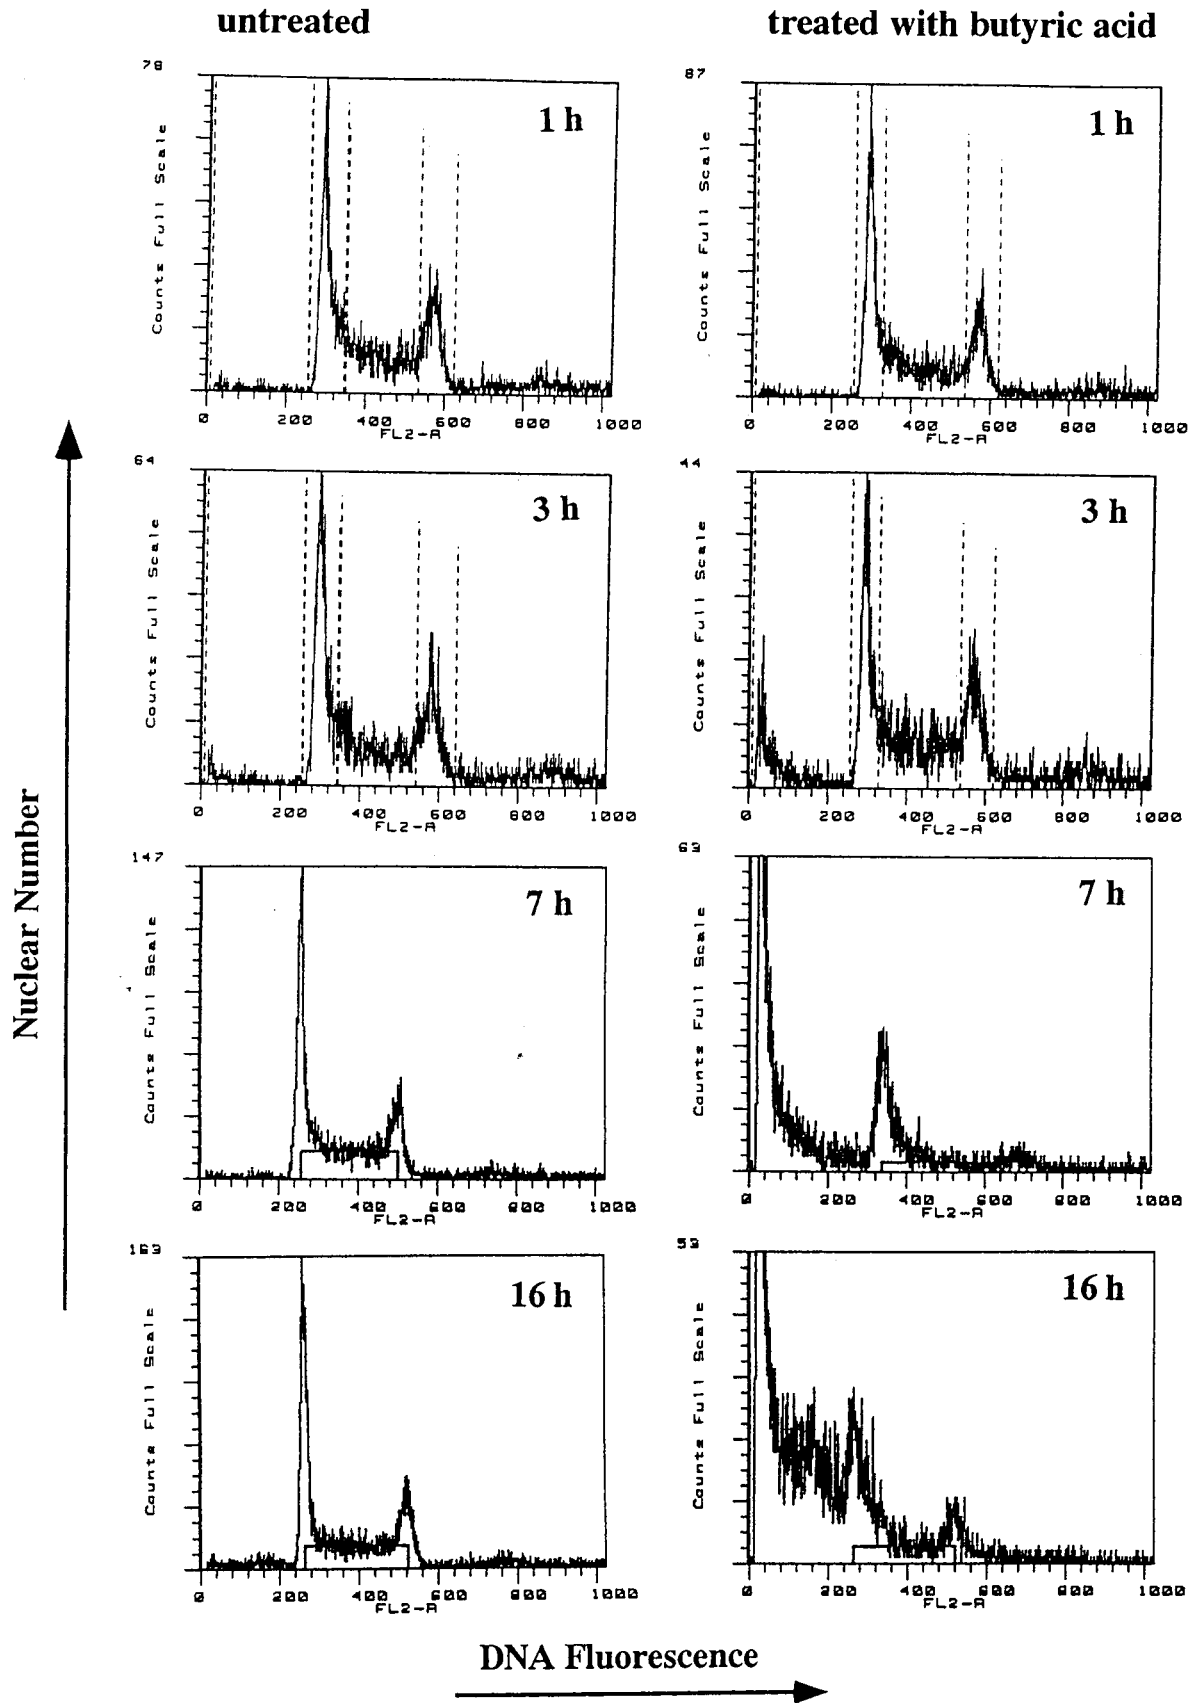 untreated
treated with butyric acid
78
Counts Full Scale
1 h
0 200 400 600 800 1000
FL2-A
87
Counts Full Scale
1 h
0 200 400 600 800 1000
FL2-A
64
Counts Full Scale
3 h
0 200 400 600 800 1000
FL2-A
44
Counts Full Scale
3 h
0 200 400 600 800 1000
FL2-A
Nuclear Number
147
Counts Full Scale
7 h
0 200 400 600 800 1000
FL2-A
Counts Full Scale
7 h
0 200 400 600 800 1000
FL2-A
Counts Full Scale
16 h
0 200 400 600 800 1000
FL2-A
Counts Full Scale
16 h
0 200 400 600 800 1000
FL2-A
DNA Fluorescence